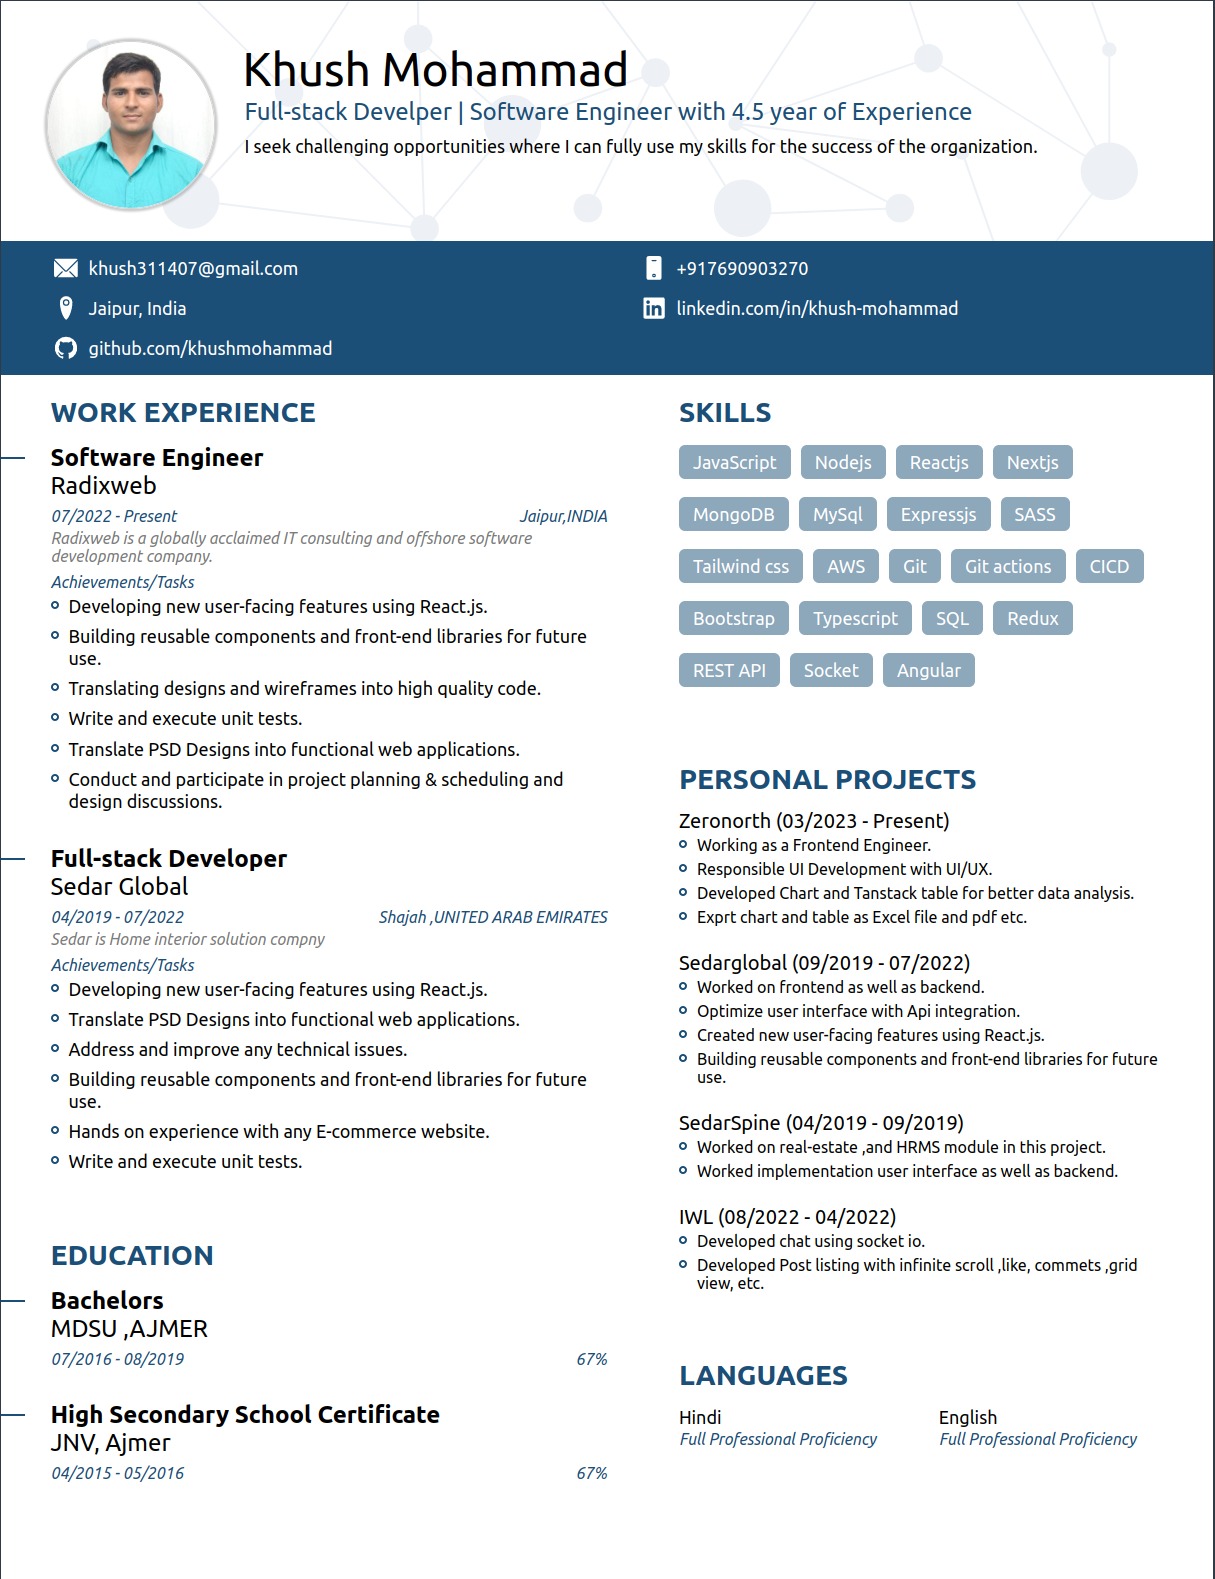 Khush Mohammad
Full-stack Develper | Software Engineer with 4.5 year of Experience
I seek challenging opportunities where I can fully use my skills for the success of the organization.
khush311407@gmail.com
+917690903270
Jaipur, India
linkedin.com/in/khush-mohammad
github.com/khushmohammad
WORK EXPERIENCE
Software Engineer
Radixweb
07/2022 - Present
Jaipur,INDIA
Radixweb is a globally acclaimed IT consulting and offshore software
development company.
Achievements/Tasks
Developing new user-facing features using React.js.
Building reusable components and front-end libraries for future
use.
Translating designs and wireframes into high quality code.
Write and execute unit tests.
Translate PSD Designs into functional web applications.
Conduct and participate in project planning & scheduling and
design discussions.
Full-stack Developer
Sedar Global
04/2019 - 07/2022
Shajah ,UNITED ARAB EMIRATES
Sedar is Home interior solution compny
Achievements/Tasks
Developing new user-facing features using React.js.
Translate PSD Designs into functional web applications.
Address and improve any technical issues.
Building reusable components and front-end libraries for future
use.
Hands on experience with any E-commerce website.
Write and execute unit tests.
EDUCATION
Bachelors
MDSU ,AJMER
07/2016 - 08/2019
67%
High Secondary School Certificate
JNV, Ajmer
04/2015 - 05/2016
67%
SKILLS
JavaScript Nodejs Reactjs Nextjs
MongoDB MySql Expressjs SASS
Tailwind css AWS Git Git actions CICD
Bootstrap Typescript SQL Redux
REST API Socket Angular
PERSONAL PROJECTS
Zeronorth (03/2023 - Present)
Working as a Frontend Engineer.
Responsible UI Development with UI/UX.
Developed Chart and Tanstack table for better data analysis.
Exprt chart and table as Excel file and pdf etc.
Sedarglobal (09/2019 - 07/2022)
Worked on frontend as well as backend.
Optimize user interface with Api integration.
Created new user-facing features using React.js.
Building reusable components and front-end libraries for future
use.
SedarSpine (04/2019 - 09/2019)
Worked on real-estate ,and HRMS module in this project.
Worked implementation user interface as well as backend.
IWL (08/2022 - 04/2022)
Developed chat using socket io.
Developed Post listing with infinite scroll ,like, commets ,grid
view, etc.
LANGUAGES
Hindi
Full Professional Proficiency
English
Full Professional Proficiency